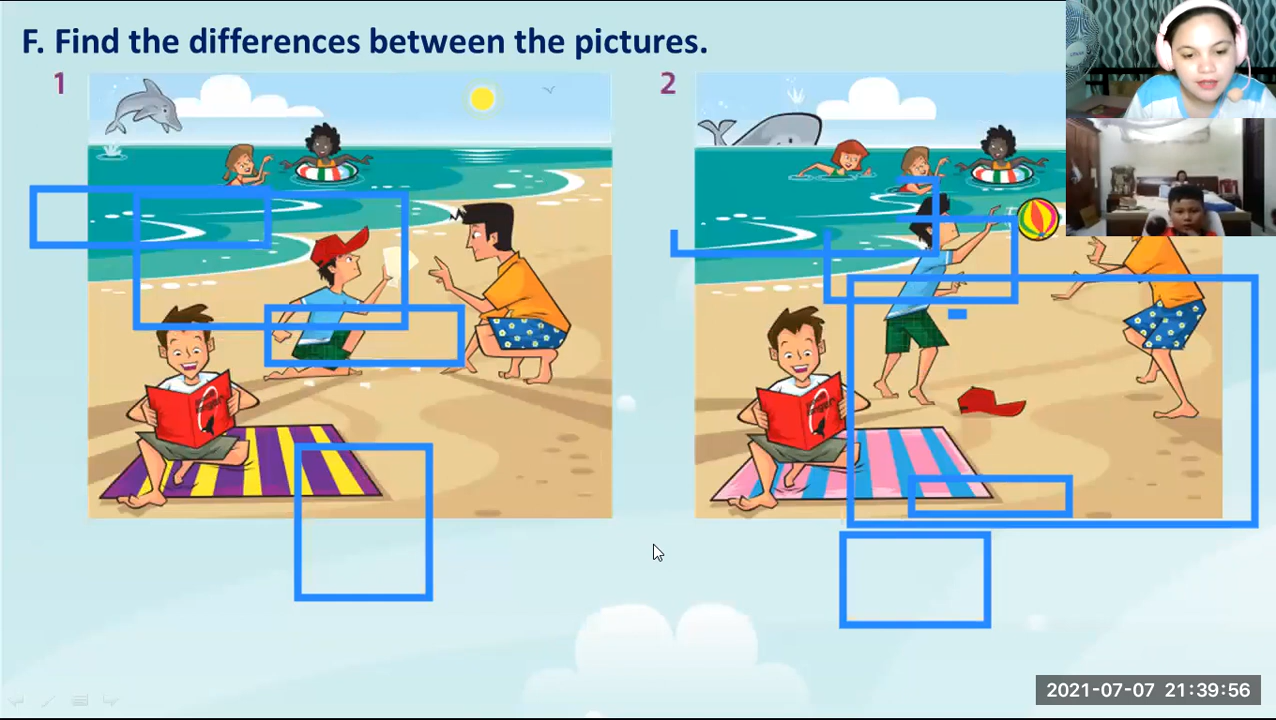 F. Find the differences between the pictures.
1
2
2021-07-07 21:39:56